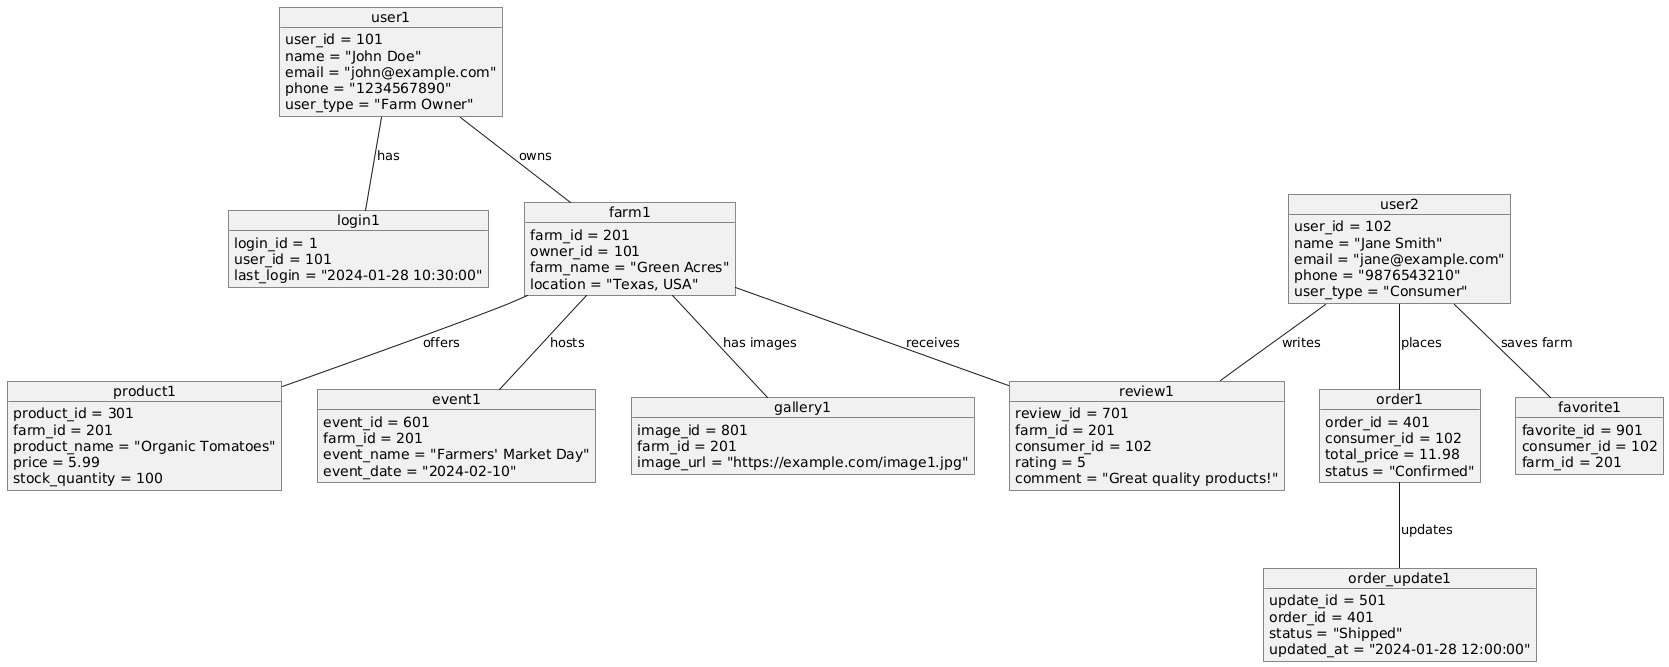 user1
user_id = 101
name = "John Doe"
email = "john@example.com"
phone = "1234567890"
user_type = "Farm Owner"
has
owns
login1
login_id = 1
user_id = 101
last_login = "2024-01-28 10:30:00"
farm1
farm_id = 201
owner_id = 101
farm_name = "Green Acres"
location = "Texas, USA"
user2
user_id = 102
name = "Jane Smith"
email = "jane@example.com"
phone = "9876543210"
user_type = "Consumer"
offers
hosts
has images
receives
writes
places
saves farm
product1
product_id = 301
farm_id = 201
product_name = "Organic Tomatoes"
price = 5.99
stock_quantity = 100
event1
event_id = 601
farm_id = 201
event_name = "Farmers' Market Day"
event_date = "2024-02-10"
gallery1
image_id = 801
farm_id = 201
image_url = "https://example.com/image1.jpg"
review1
review_id = 701
farm_id = 201
consumer_id = 102
rating = 5
comment = "Great quality products!"
order1
order_id = 401
consumer_id = 102
total_price = 11.98
status = "Confirmed"
favorite1
favorite_id = 901
consumer_id = 102
farm_id = 201
updates
order_update1
update_id = 501
order_id = 401
status = "Shipped"
updated_at = "2024-01-28 12:00:00"